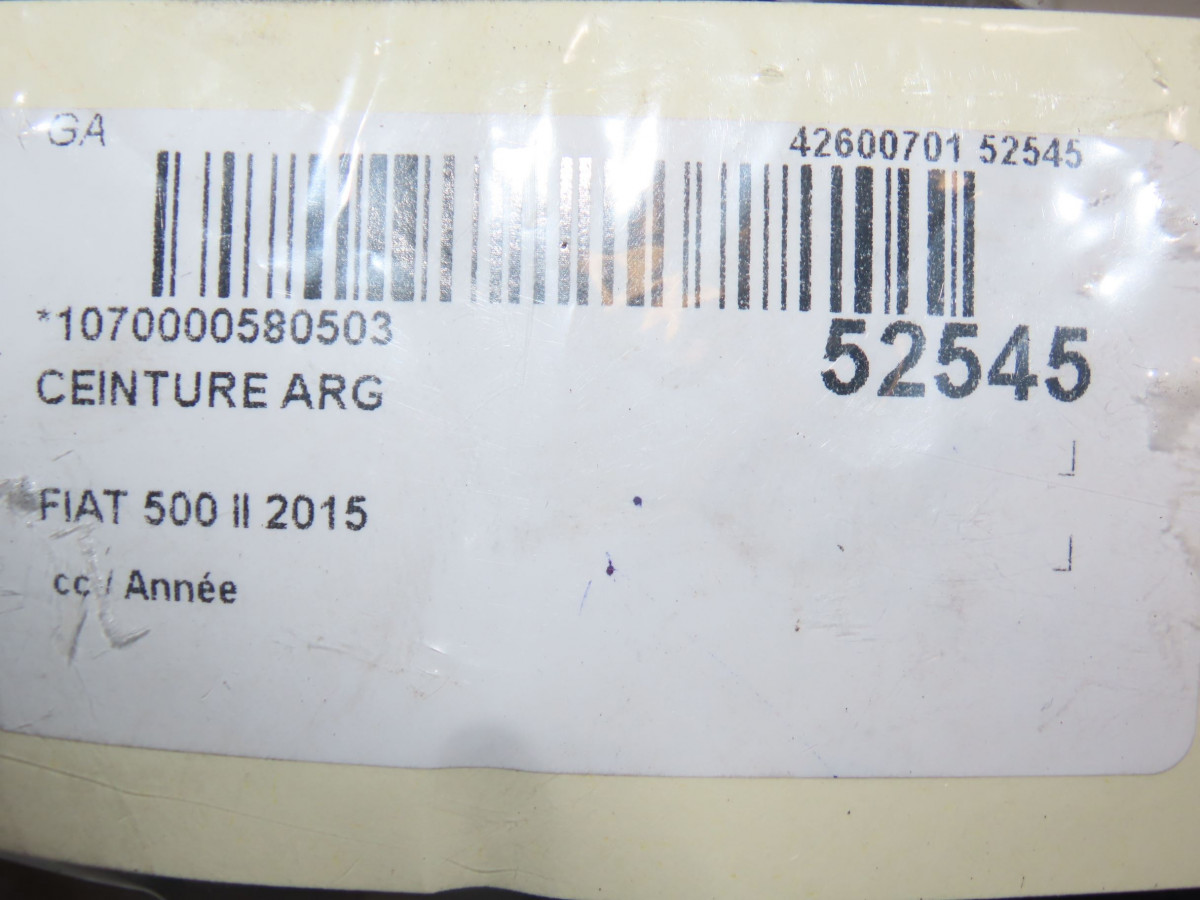 GA
42600701 52545
*1070000580503
52545
CEINTURE ARG
FIAT 500 II 2015
cc / Année